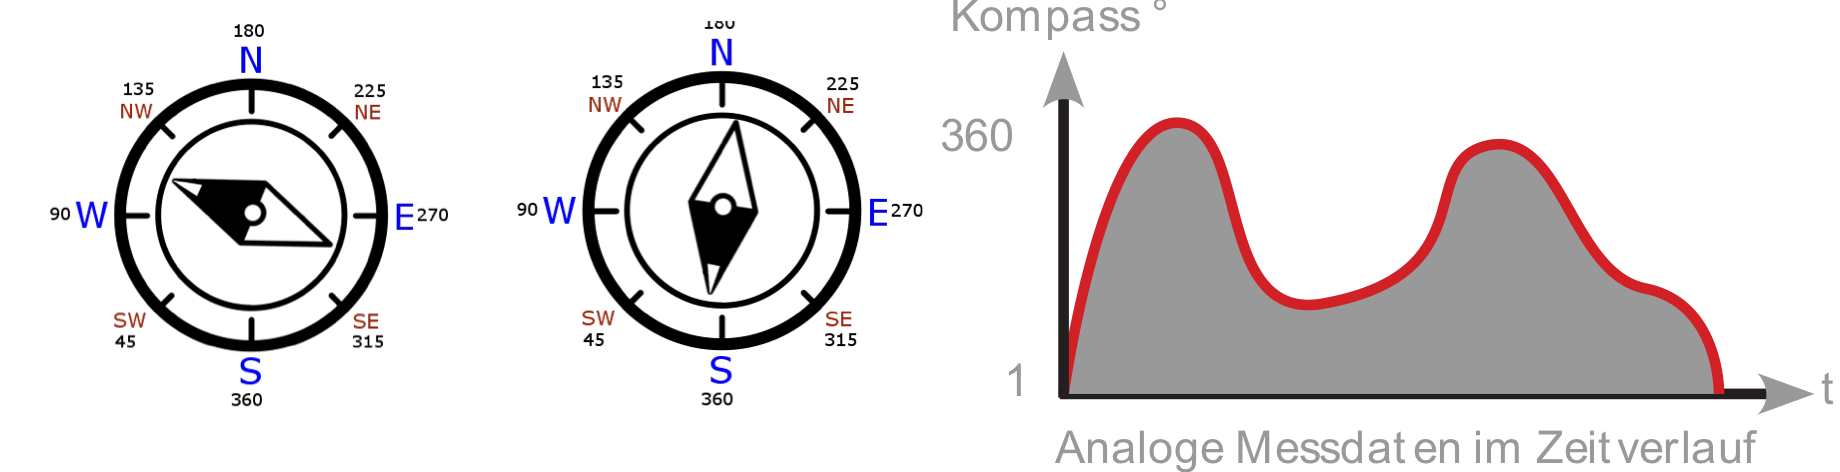 180
N
135
NW
225
NE
90 W
E 270
SW
45
SE
315
S
360
180
N
135
NW
225
NE
90 W
E 270
SW
45
SE
315
S
360
Kompass °
360
1
t
Analoge Messdaten im Zeitverlauf